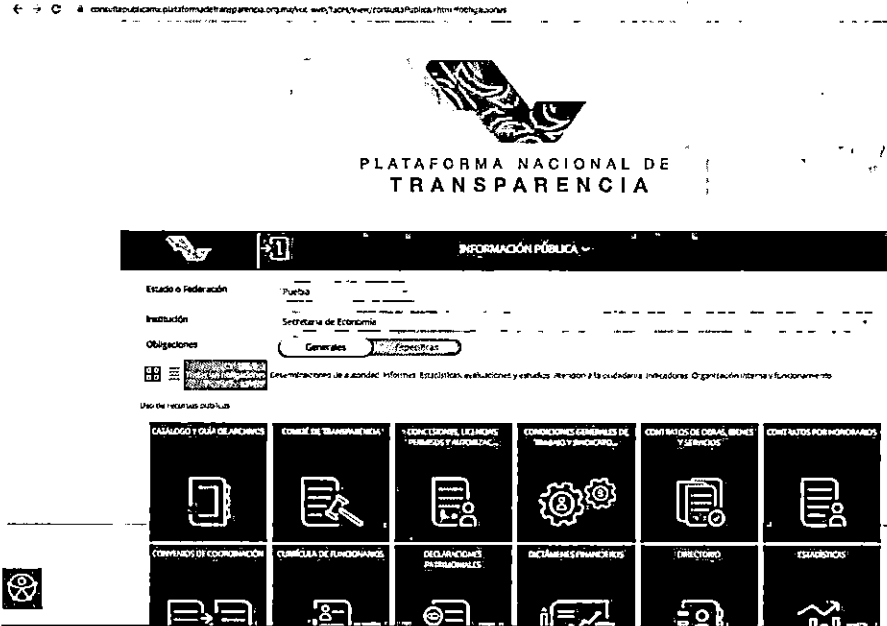 PLATAFORMA NACIONAL DE
TRANSPARENCIA
INFORMACIÓN PÚBLICA
Estado o Federación
Puebla
Institución
Secretaría de Economía
Obligaciones
Generales
Específicas
Determinaciones de autoridad Informes Estadísticas, evaluaciones y estudios Atención a la ciudadanía Indicadores Organización interna y funcionamiento
Uso de recursos públicos
CATÁLOGO Y GUÍA DE ARCHIVOS
COMITÉ DE TRANSPARENCIA
CONCESIONES, LICENCIAS, PERMISOS Y AUTORIZAC...
CONDICIONES GENERALES DE TRABAJO Y SINDICATO...
CONTRATOS DE OBRAS, BIENES Y SERVICIOS
CONTRATOS POR HONORARIOS
CONVENIOS DE COORDINACIÓN
CURRÍCULA DE FUNCIONARIOS
DECLARACIONES PATRIMONIALES
DICTÁMENES FINANCIEROS
DIRECTORIO
ESTADÍSTICAS